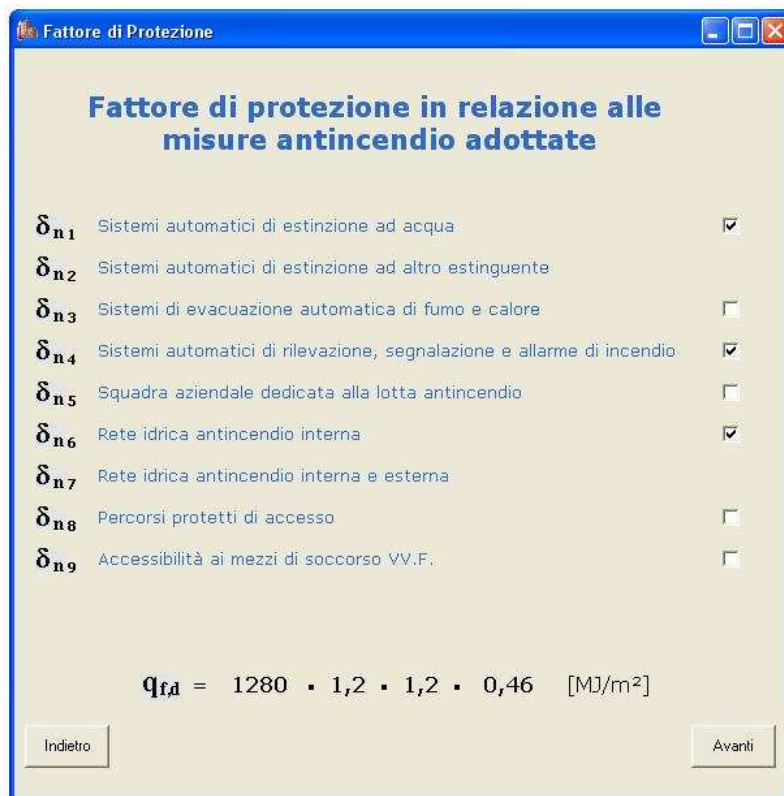 Fattore di Protezione
Fattore di protezione in relazione alle
misure antincendio adottate
δn1 Sistemi automatici di estinzione ad acqua
δn2 Sistemi automatici di estinzione ad altro estinguente
δn3 Sistemi di evacuazione automatica di fumo e calore
δn4 Sistemi automatici di rilevazione, segnalazione e allarme di incendio
δn5 Squadra aziendale dedicata alla lotta antincendio
δn6 Rete idrica antincendio interna
δn7 Rete idrica antincendio interna e esterna
δn8 Percorsi protetti di accesso
δn9 Accessibilità ai mezzi di soccorso VV.F.
qf,d = 1280 · 1,2 · 1,2 · 0,46 [MJ/m²]
Indietro Avanti